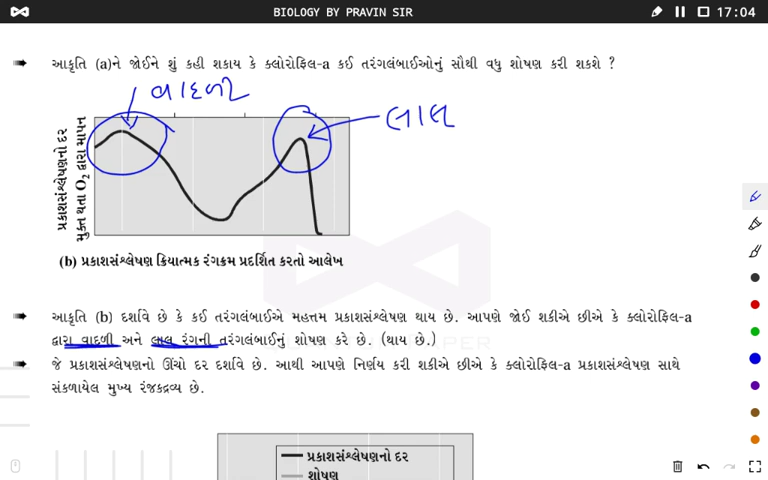 BIOLOGY BY PRAVIN SIR
17:04
આકૃતિ (a)ને જોઈને શું કહી શકાય કે ક્લોરોફિલ-a કઈ તરંગલંબાઈઓનું સૌથી વધુ શોષણ કરી શકશે ?
વાદળી
લાલ
પ્રકાશસંશ્લેષણનો દર
મુક્ત થતા O₂ દ્વારા માપન
(b) પ્રકાશસંશ્લેષણ ક્રિયાત્મક રંગક્રમ પ્રદર્શિત કરતો આલેખ
આકૃતિ (b) દર્શાવે છે કે કઈ તરંગલંબાઈએ મહત્તમ પ્રકાશસંશ્લેષણ થાય છે. આપણે જોઈ શકીએ છીએ કે ક્લોરોફિલ-a
દ્વારા વાદળી અને લાલ રંગની તરંગલંબાઈનું શોષણ કરે છે. (થાય છે.)
જે પ્રકાશસંશ્લેષણનો ઊંચો દર દર્શાવે છે. આથી આપણે નિર્ણય કરી શકીએ છીએ કે ક્લોરોફિલ-a પ્રકાશસંશ્લેષણ સાથે
સંકળાયેલ મુખ્ય રંજકદ્રવ્ય છે.
પ્રકાશસંશ્લેષણનો દર
શોષણ